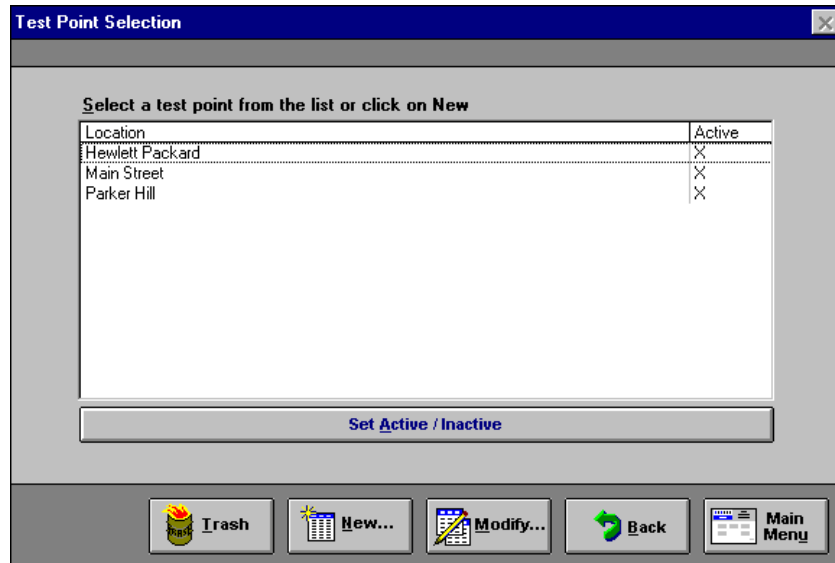 Test Point Selection
Select a test point from the list or click on New
Location Active
Hewlett Packard X
Main Street X
Parker Hill X
Set Active / Inactive
Trash New... Modify... Back Main Menu